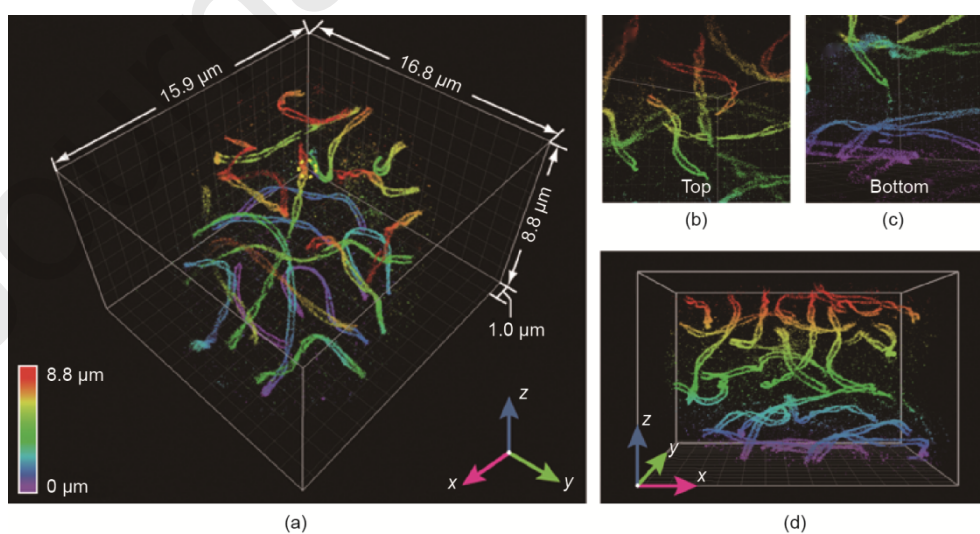 15.9 µm
16.8 µm
8.8 µm
1.0 µm
8.8 µm
0 µm
z
x
y
(a)
Top
(b)
Bottom
(c)
z
y
x
(d)